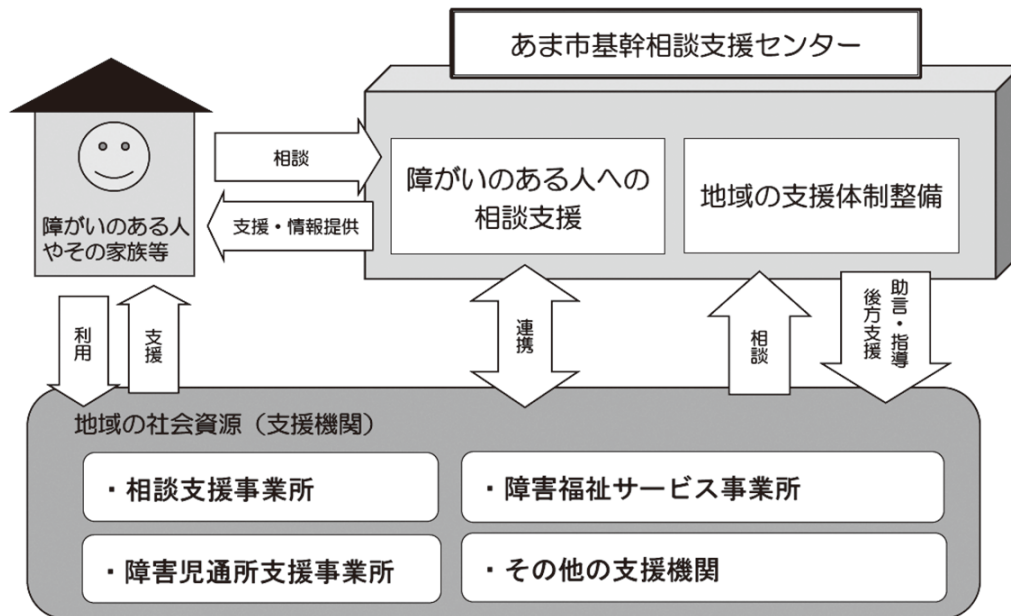 あま市基幹相談支援センター
相談
障がいのある人への
相談支援
地域の支援体制整備
支援・情報提供
障がいのある人
やその家族等
利用
支援
連携
相談
助言・指導
後方支援
地域の社会資源（支援機関）
・相談支援事業所
・障害福祉サービス事業所
・障害児通所支援事業所
・その他の支援機関